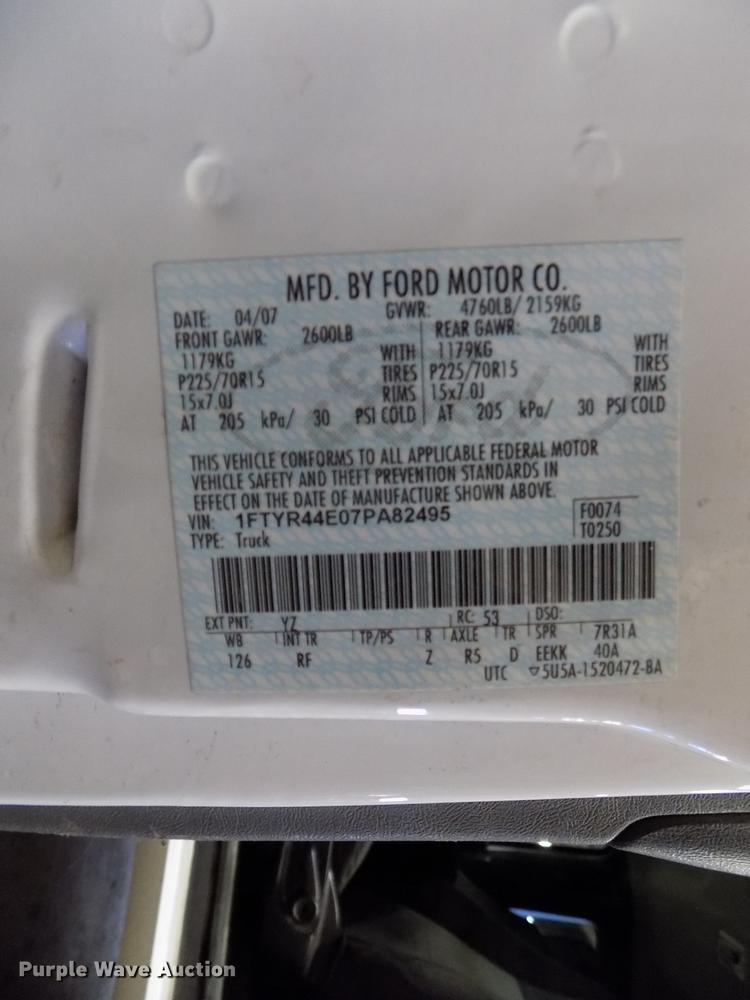 MFD. BY FORD MOTOR CO.
DATE: 04/07 GVWR: 4760LB/ 2159KG
FRONT GAWR: 2600LB REAR GAWR: 2600LB
1179KG WITH 1179KG WITH
P225/70R15 TIRES P225/70R15 TIRES
15x7.0J RIMS 15x7.0J RIMS
AT 205 kPa/ 30 PSI COLD AT 205 kPa/ 30 PSI COLD
THIS VEHICLE CONFORMS TO ALL APPLICABLE FEDERAL MOTOR
VEHICLE SAFETY AND THEFT PREVENTION STANDARDS IN
EFFECT ON THE DATE OF MANUFACTURE SHOWN ABOVE.
VIN: 1FTYR44E07PA82495 F0074
TYPE: Truck T0250
EXT PNT: YZ RC: 53 DSO:
WB INT TR TP/PS R AXLE TR SPR 7R31A
126 RF Z R5 D EEKK 40A
UTC ▽5U5A-1520472-BA
Purple Wave Auction